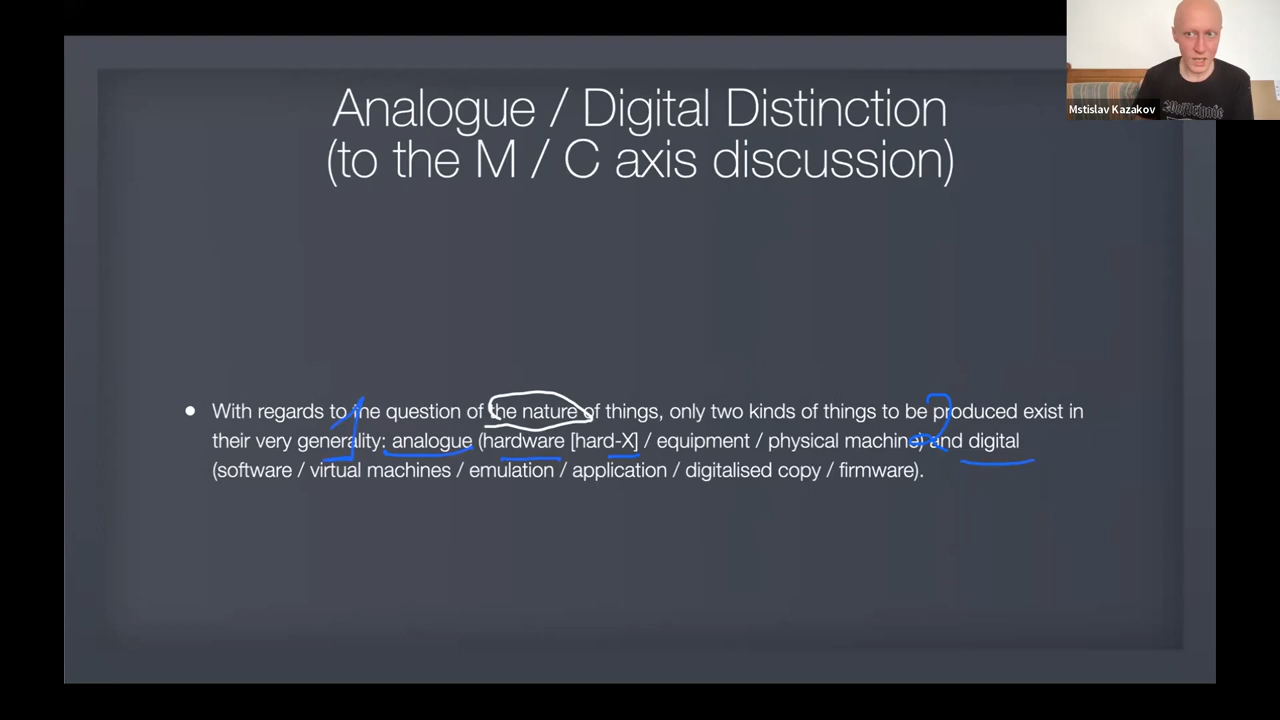 Analogue / Digital Distinction
(to the M / C axis discussion)
Mstislav Kazakov
1 2
• With regards to the question of the nature of things, only two kinds of things to be produced exist in
their very generality: analogue (hardware [hard-X] / equipment / physical machine) and digital
(software / virtual machines / emulation / application / digitalised copy / firmware).